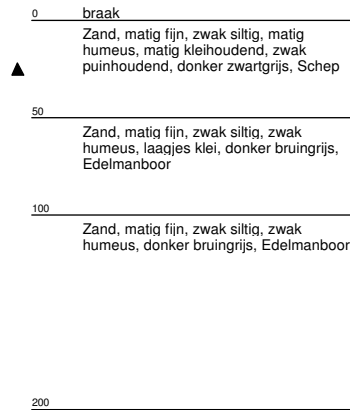 0 braak
Zand, matig fijn, zwak siltig, matig
humeus, matig kleihoudend, zwak
puinhoudend, donker zwartgrijs, Schep
50
Zand, matig fijn, zwak siltig, zwak
humeus, laagjes klei, donker bruingrijs,
Edelmanboor
100
Zand, matig fijn, zwak siltig, zwak
humeus, donker bruingrijs, Edelmanboor
200